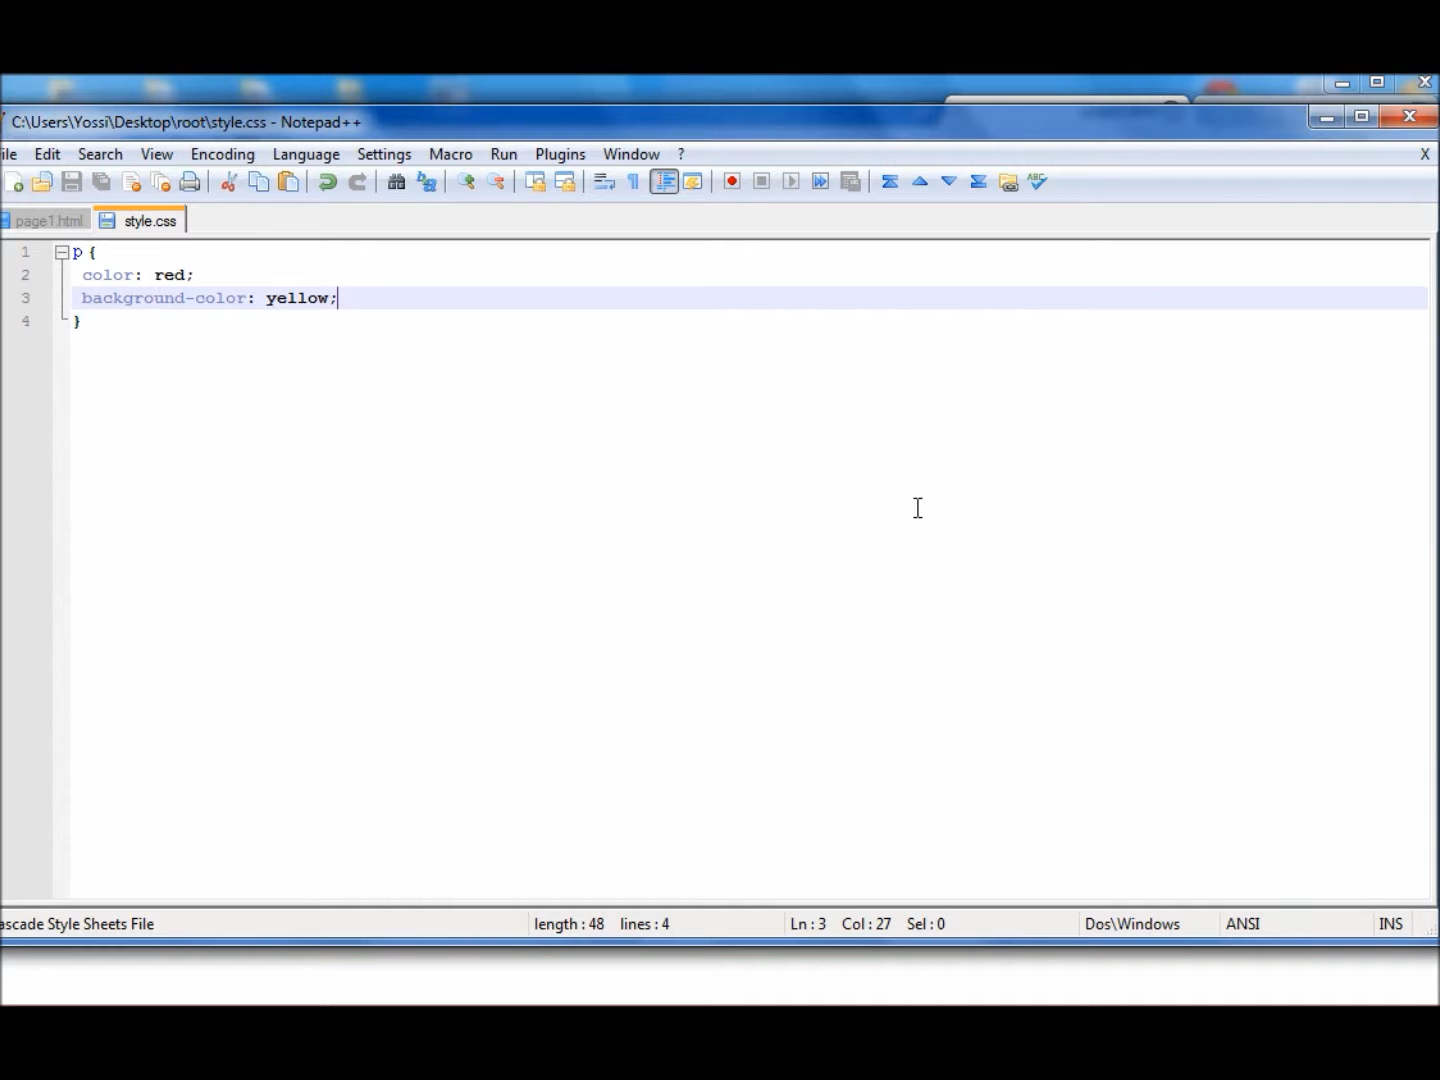 C:\Users\Yossi\Desktop\root\style.css - Notepad++
ile Edit Search View Encoding Language Settings Macro Run Plugins Window ? X
page1.html style.css
1 p {
2 color: red;
3 background-color: yellow;
4 }
ascade Style Sheets File length : 48 lines : 4 Ln : 3 Col : 27 Sel : 0 Dos\Windows ANSI INS